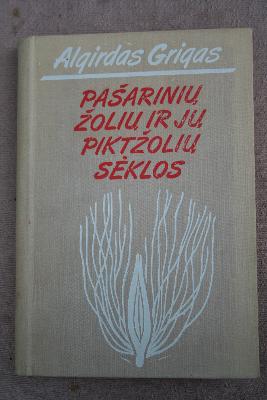 Algirdas Grigas
PAŠARINIŲ
ŽOLIŲ IR JŲ
PIKTŽOLIŲ
SĖKLOS